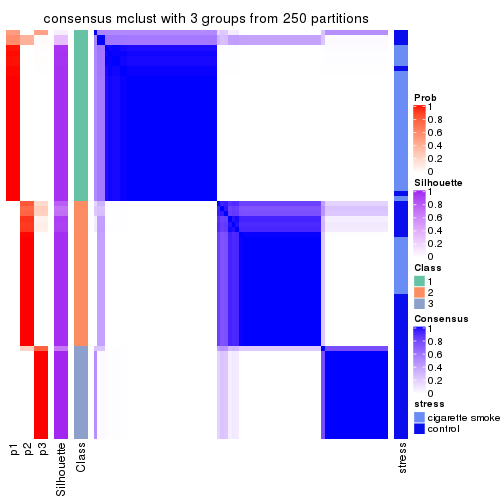 consensus mclust with 3 groups from 250 partitions
Prob
1
0.8
0.6
0.4
0.2
0
Silhouette
1
0.8
0.6
0.4
0.2
0
Class
1
2
3
Consensus
1
0.8
0.6
0.4
0.2
0
stress
cigarette smoke
control
p1
p2
p3
Silhouette
Class
stress